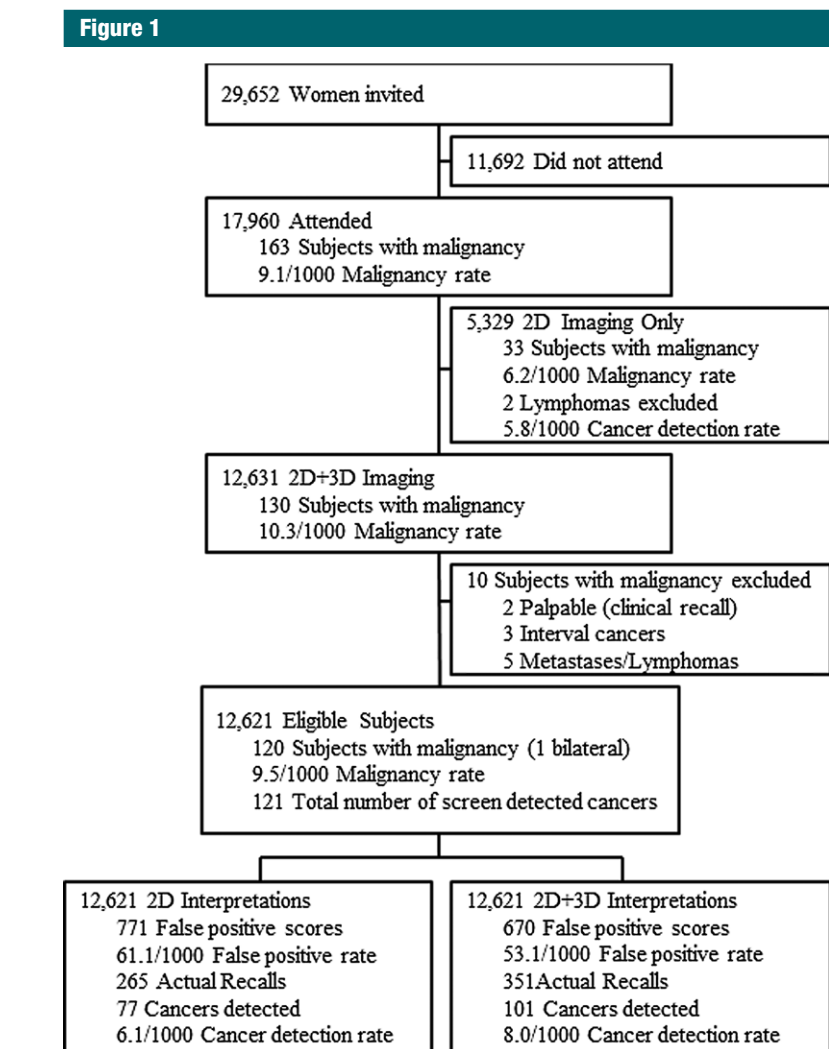 Figure 1
29,652 Women invited
11,692 Did not attend
17,960 Attended
163 Subjects with malignancy
9.1/1000 Malignancy rate
5,329 2D Imaging Only
33 Subjects with malignancy
6.2/1000 Malignancy rate
2 Lymphomas excluded
5.8/1000 Cancer detection rate
12,631 2D+3D Imaging
130 Subjects with malignancy
10.3/1000 Malignancy rate
10 Subjects with malignancy excluded
2 Palpable (clinical recall)
3 Interval cancers
5 Metastases/Lymphomas
12,621 Eligible Subjects
120 Subjects with malignancy (1 bilateral)
9.5/1000 Malignancy rate
121 Total number of screen detected cancers
12,621 2D Interpretations
771 False positive scores
61.1/1000 False positive rate
265 Actual Recalls
77 Cancers detected
6.1/1000 Cancer detection rate
12,621 2D+3D Interpretations
670 False positive scores
53.1/1000 False positive rate
351Actual Recalls
101 Cancers detected
8.0/1000 Cancer detection rate